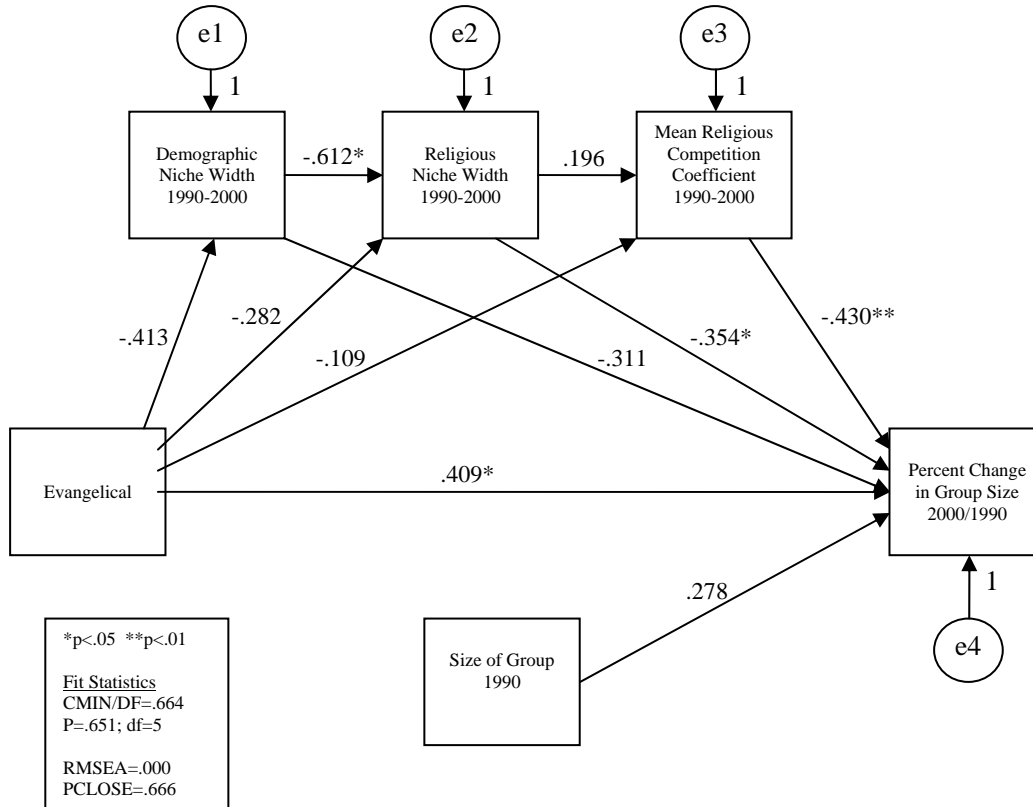 e1
e2
e3
1
1
1
Demographic
Niche Width
1990-2000
-.612*
Religious
Niche Width
1990-2000
.196
Mean Religious
Competition
Coefficient
1990-2000
-.413
-.282
-.109
-.311
-.354*
-.430**
Evangelical
.409*
Percent Change
in Group Size
2000/1990
.278
1
e4
Size of Group
1990
*p<.05 **p<.01
Fit Statistics
CMIN/DF=.664
P=.651; df=5
RMSEA=.000
PCLOSE=.666